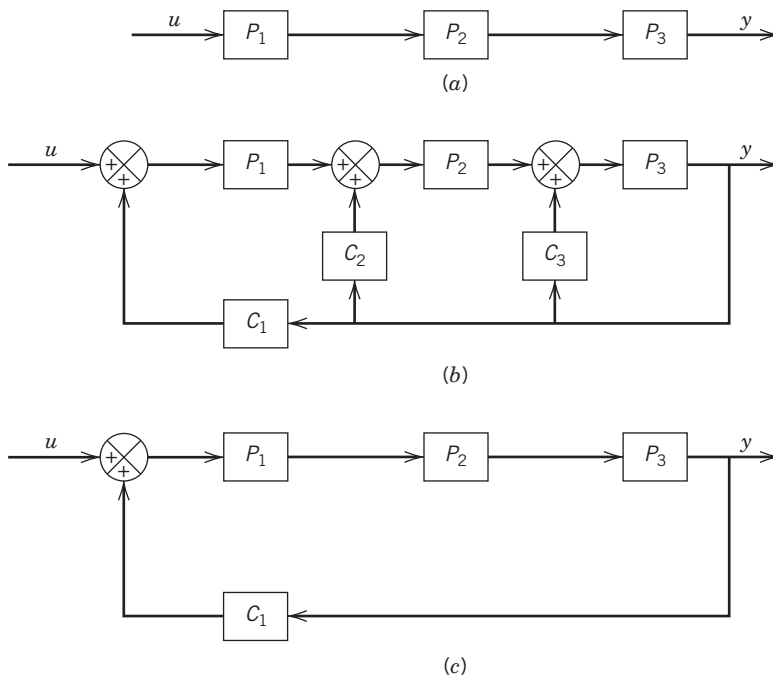 u P₁ P₂ P₃ y
(a)
u + + P₁ + + P₂ + + P₃ y
C₂ C₃
C₁
(b)
u + + P₁ P₂ P₃ y
C₁
(c)